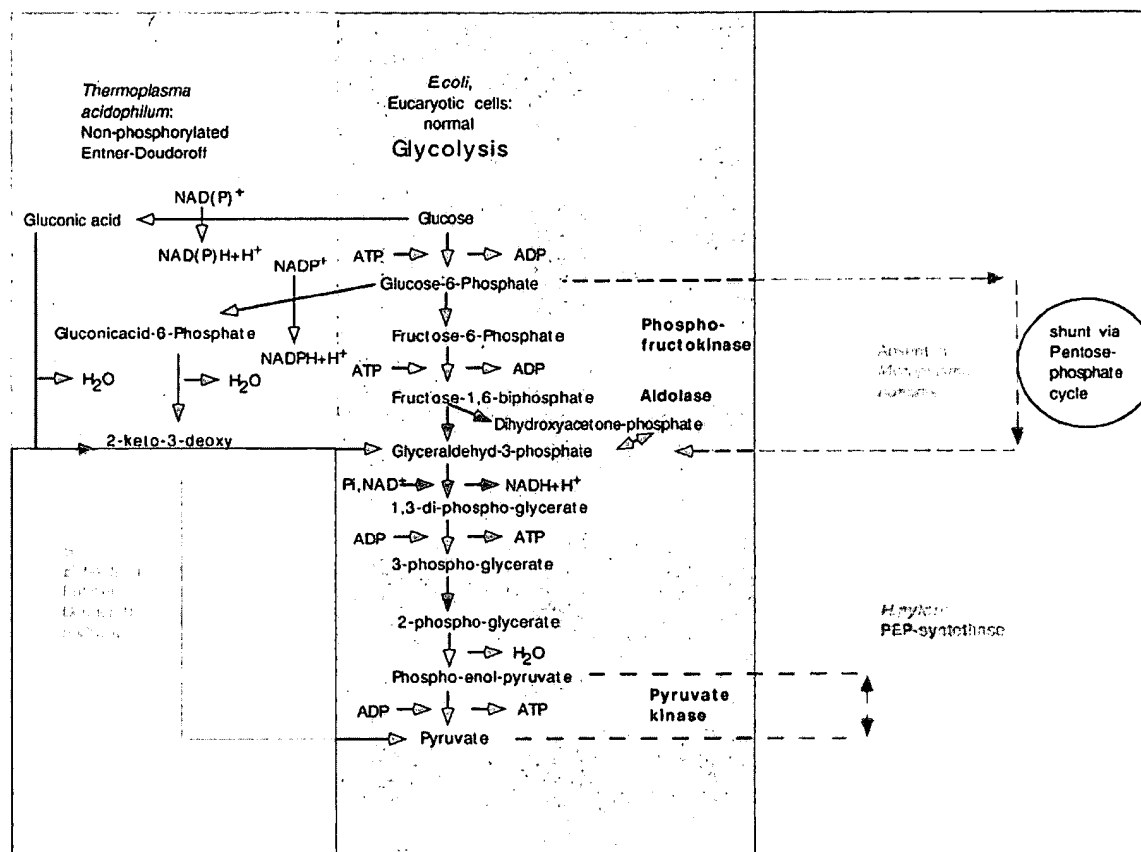 Thermoplasma
acidophilum:
Non-phosphorylated
Entner-Doudoroff
E.coli,
Eucaryotic cells:
normal
Glycolysis
NAD(P)+
Gluconic acid
Glucose
NAD(P)H+H+
ATP
ADP
NADP+
Glucose-6-Phosphate
Gluconicacid-6-Phosphate
Fructose-6-Phosphate
Phospho-
fructokinase
NADPH+H+
ATP
ADP
H2O
H2O
Absent in
shunt via
Pentose-
phosphate
cycle
Fructose-1,6-biphosphate
Aldolase
Dihydroxyacetone-phosphate
2-keto-3-deoxy
Glyceraldehyd-3-phosphate
Pi,NAD+
NADH+H+
1,3-di-phospho-glycerate
ADP
ATP
3-phospho-glycerate
2-phospho-glycerate
H2O
H.pylori
PEP-syntethase
Phospho-enol-pyruvate
ADP
ATP
Pyruvate
kinase
Pyruvate